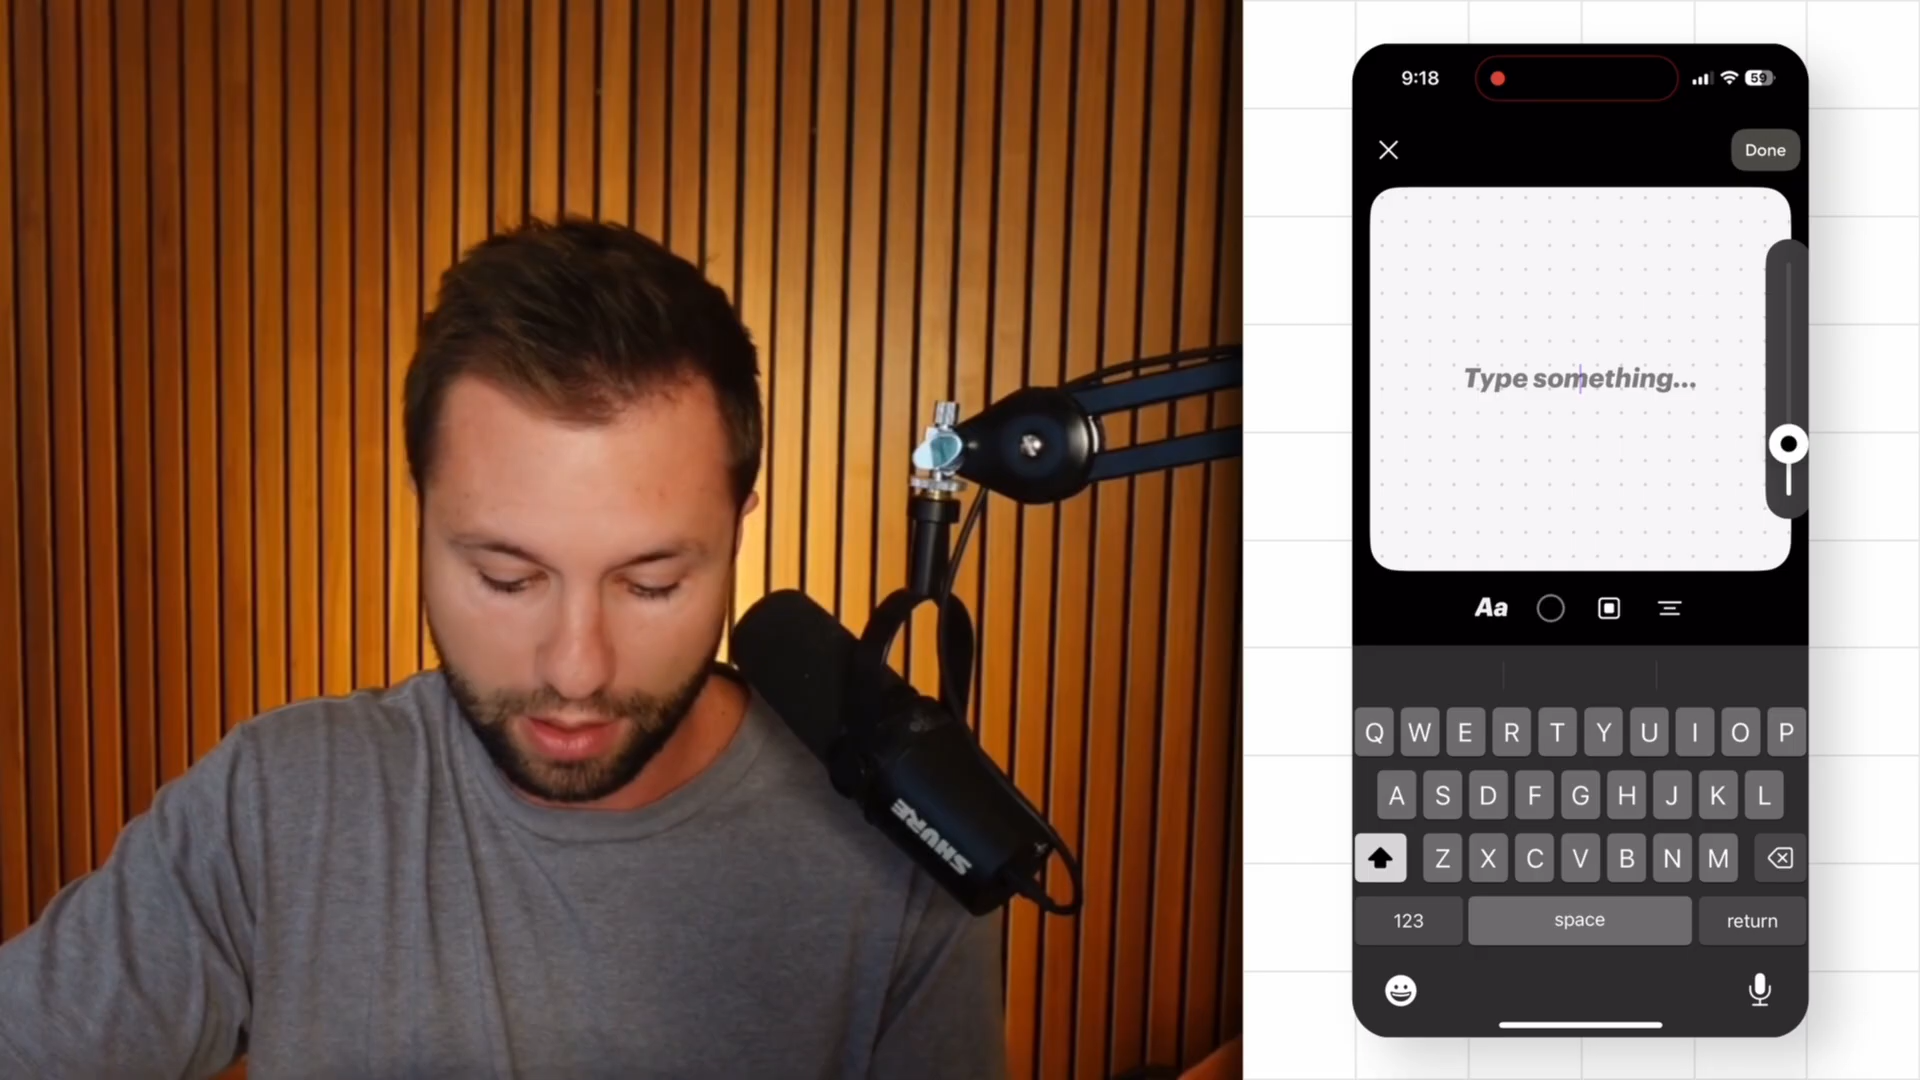 9:18
59
Done
Type something...
Aa
Q W E R T Y U I O P
A S D F G H J K L
Z X C V B N M
123 space return
SHURE